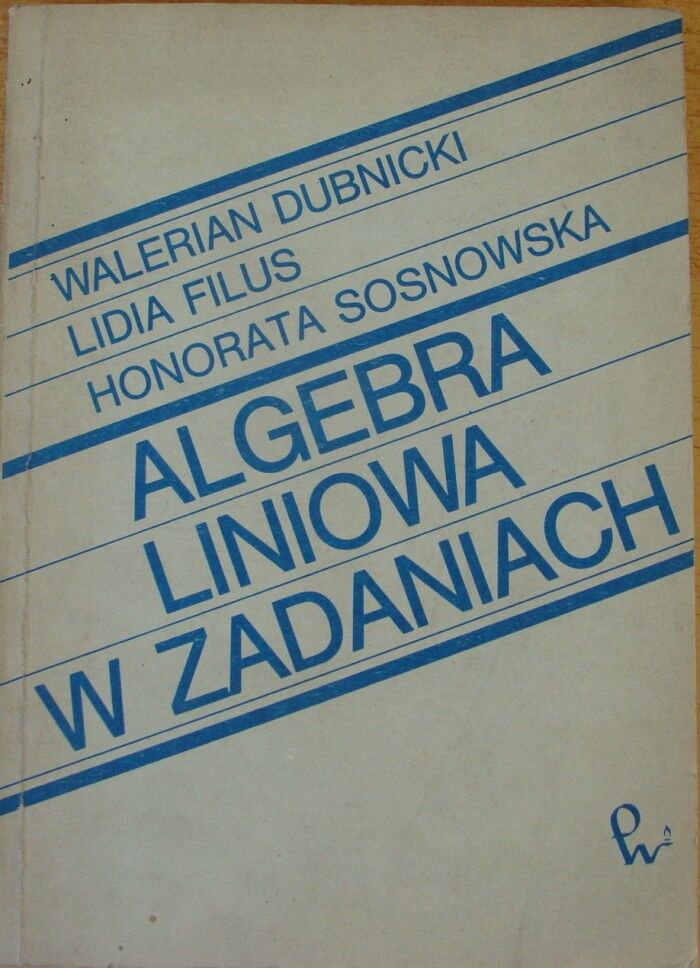 WALERIAN DUBNICKI
LIDIA FILUS
HONORATA SOSNOWSKA
ALGEBRA
LINIOWA
W ZADANIACH